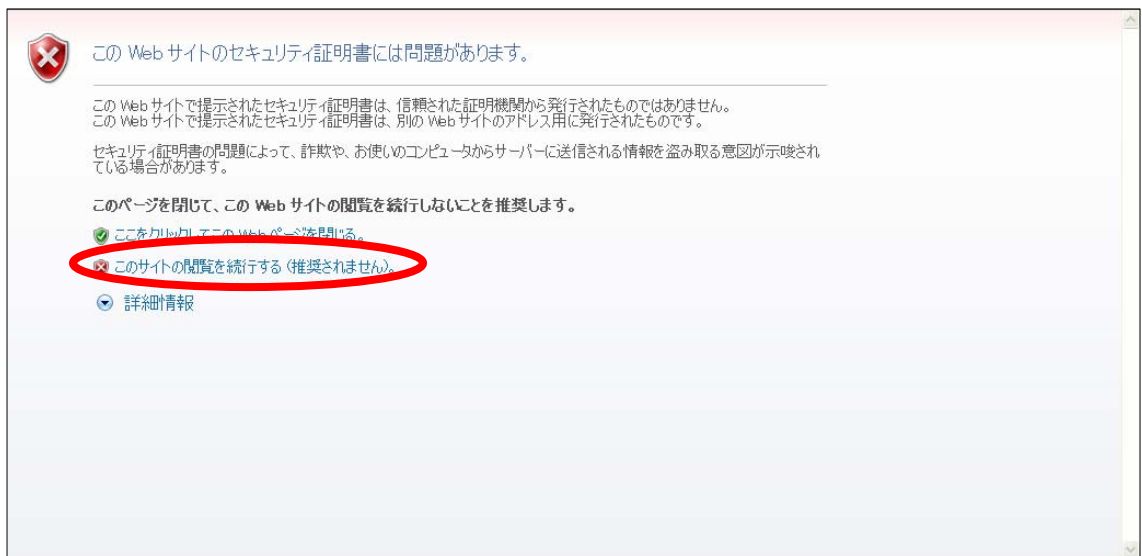 この Web サイトのセキュリティ証明書には問題があります。
この Web サイトで提示されたセキュリティ証明書は、信頼された証明機関から発行されたものではありません。
この Web サイトで提示されたセキュリティ証明書は、別の Web サイトのアドレス用に発行されたものです。
セキュリティ証明書の問題によって、詐欺や、お使いのコンピュータからサーバーに送信される情報を盗み取る意図が示唆され
ている場合があります。
このページを閉じて、この Web サイトの閲覧を続行しないことを推奨します。
ここをクリックしてこの Web ページを閉じる。
このサイトの閲覧を続行する (推奨されません)。
詳細情報